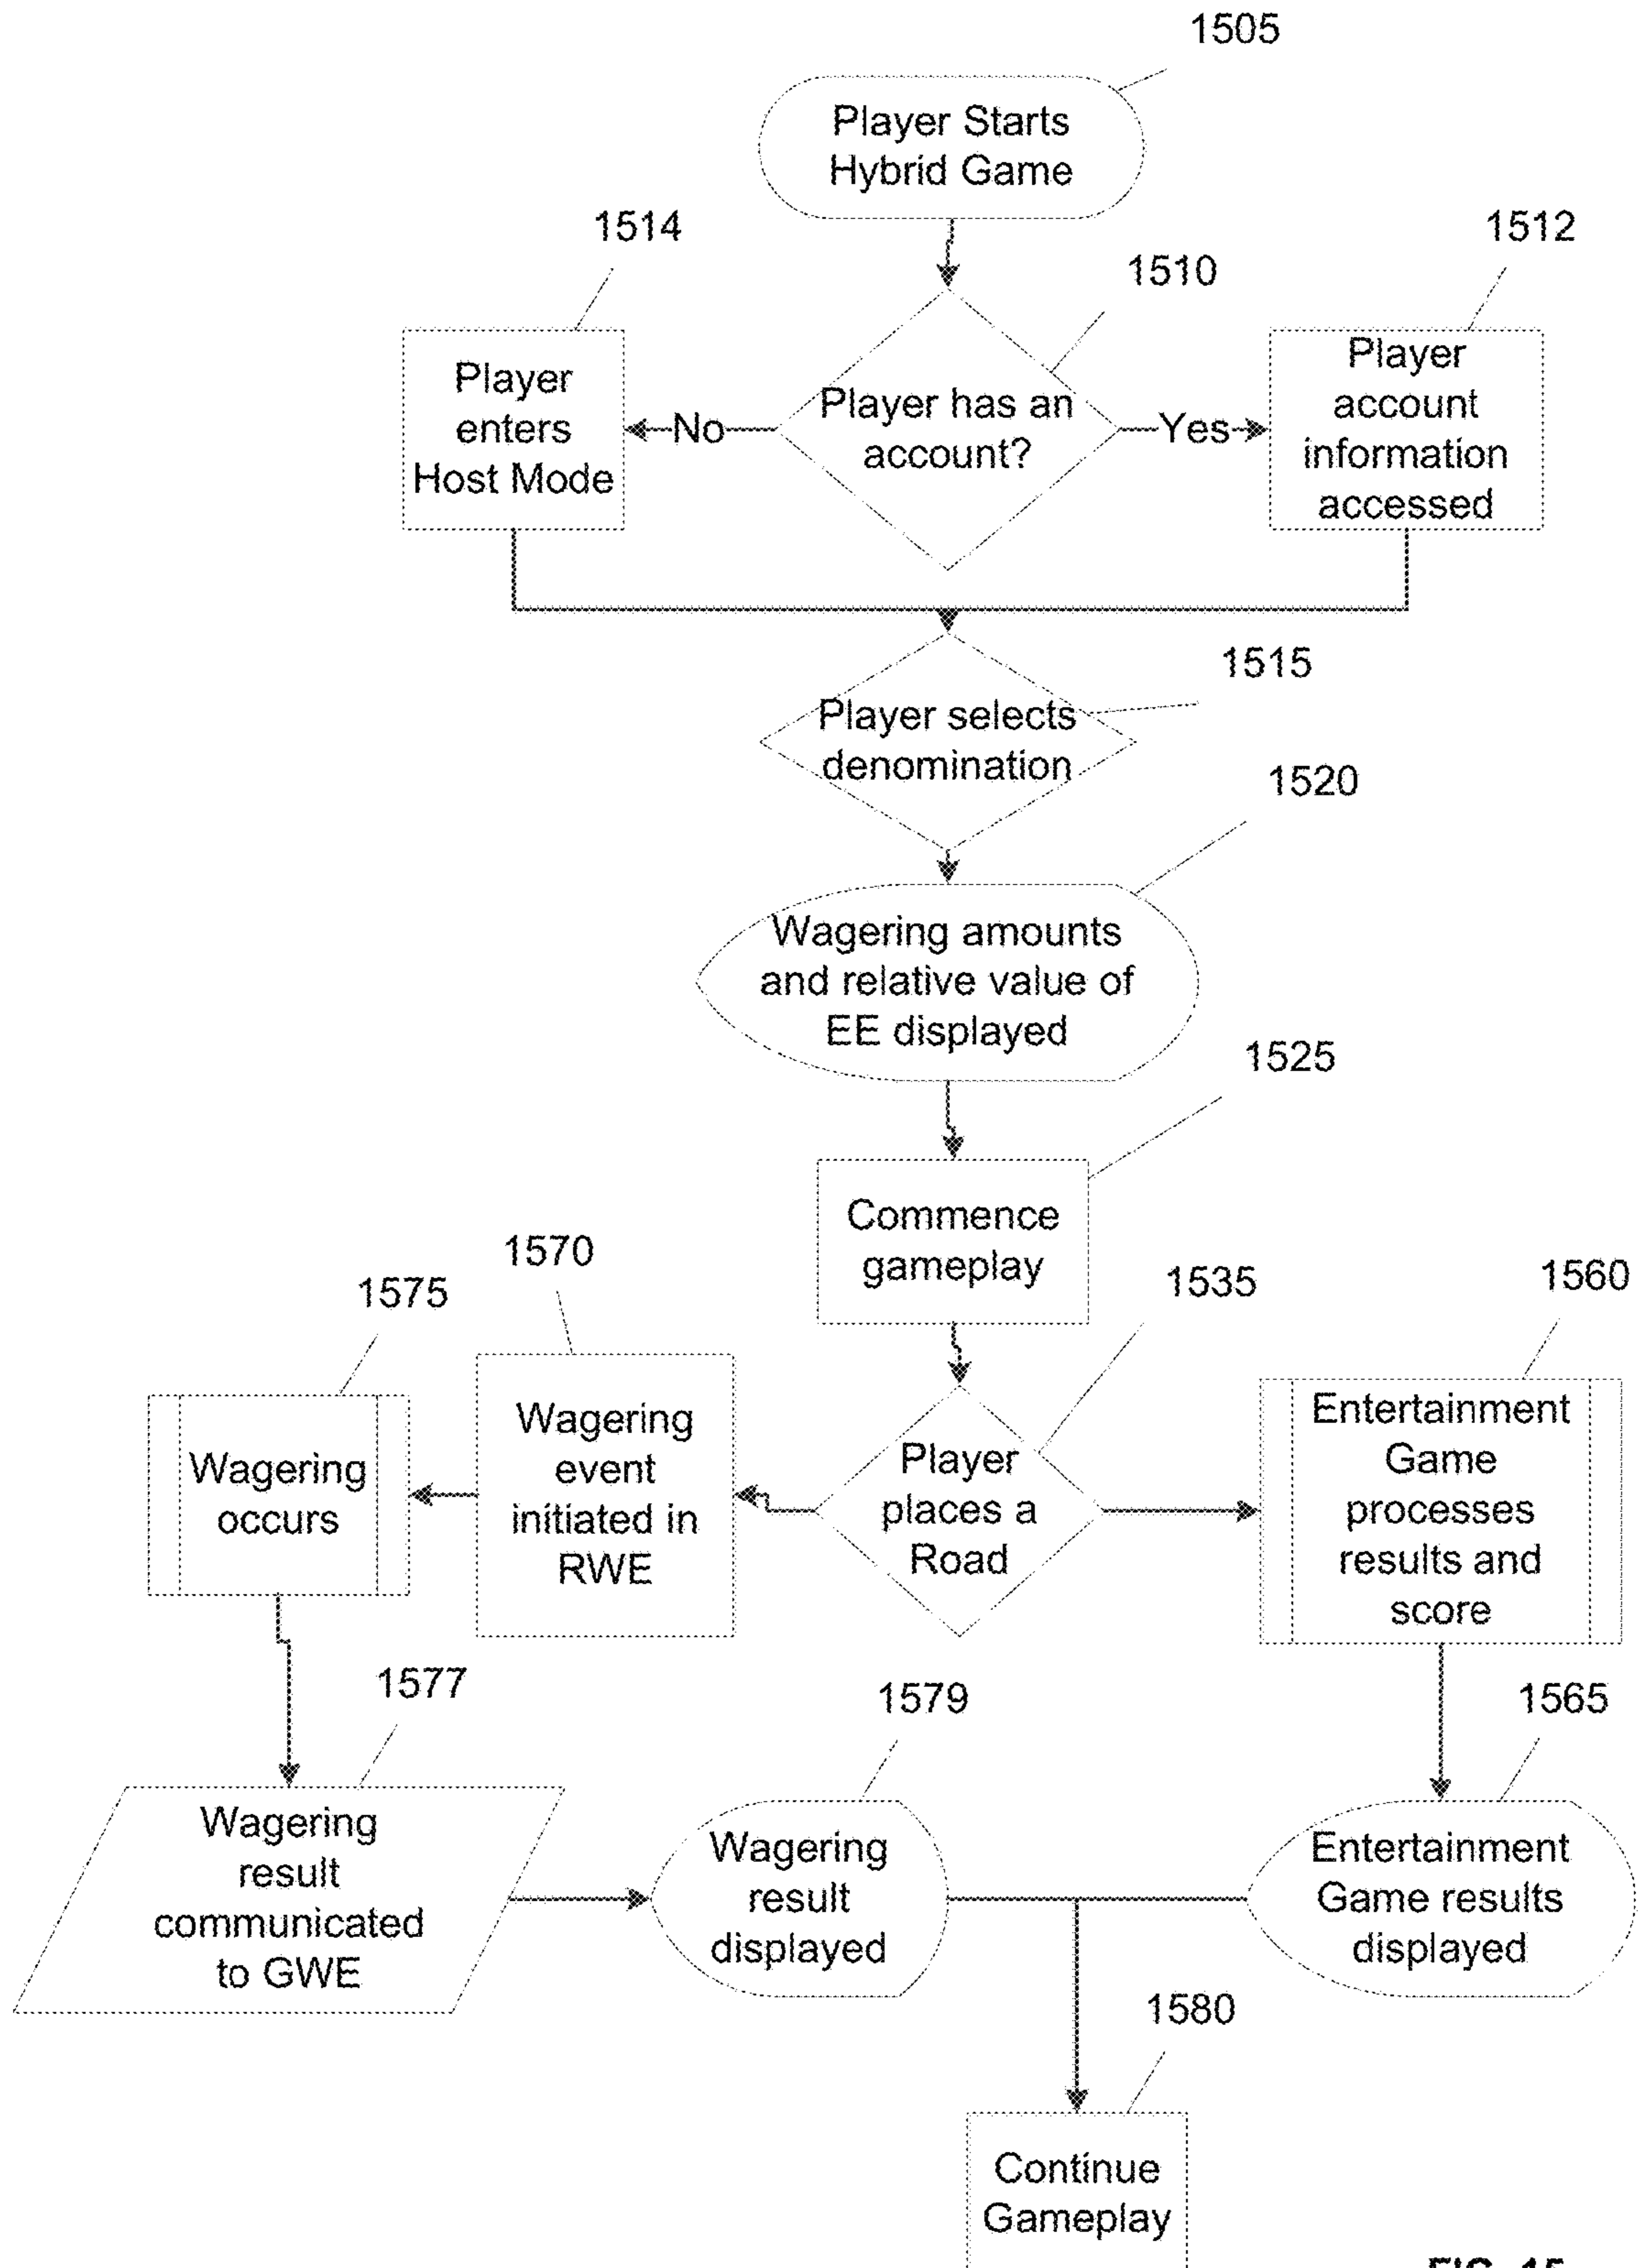 1505
Player Starts
Hybrid Game
1514
1512
1510
Player
enters
Host Mode
No
Player has an
account?
Yes
Player
account
information
accessed
1515
Player selects
denomination
1520
Wagering amounts
and relative value of
EE displayed
1525
Commence
gameplay
1570
1575
1535
1560
Wagering
occurs
Wagering
event
initiated in
RWE
Player
places a
Road
Entertainment
Game
processes
results and
score
1577
1579
1565
Wagering
result
communicated
to GWE
Wagering
result
displayed
Entertainment
Game results
displayed
1580
Continue
Gameplay
FIG. 15